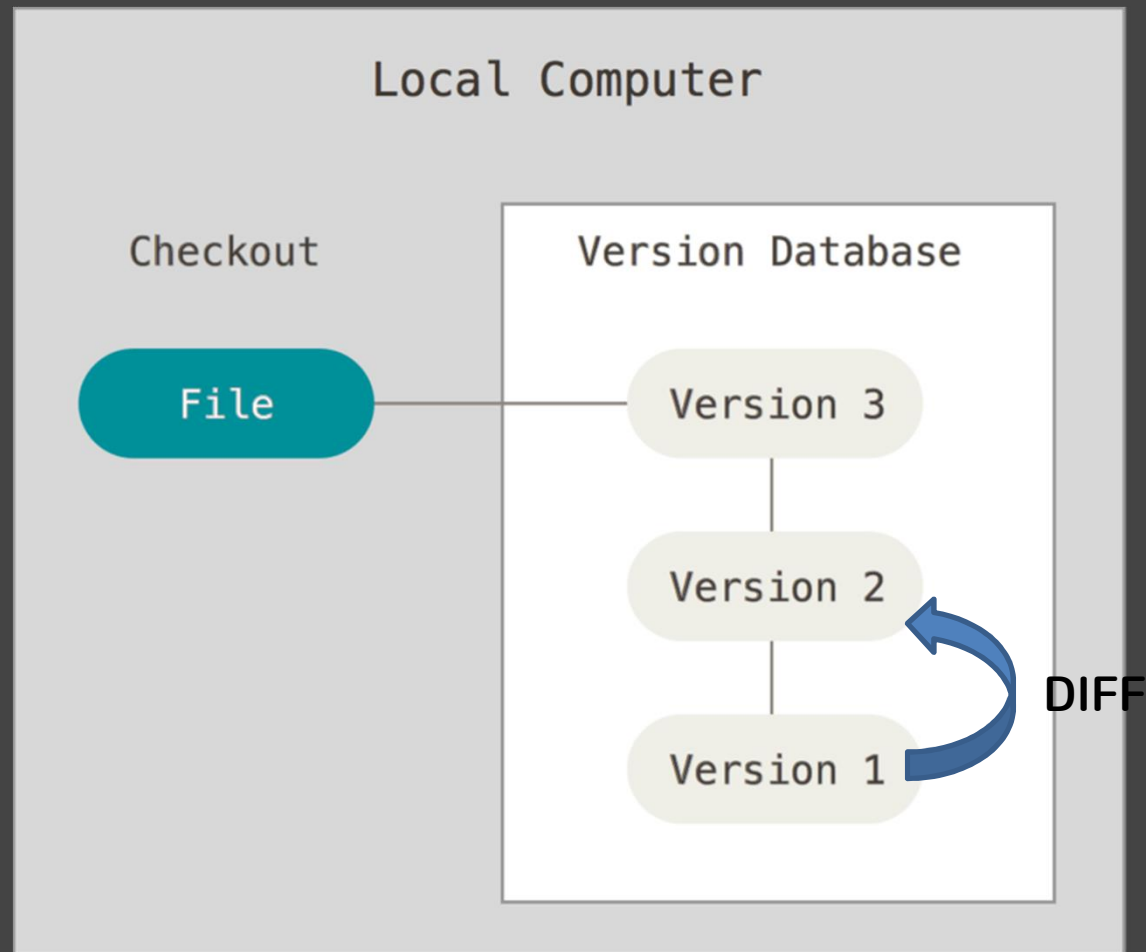 Local Computer
Checkout
Version Database
File
Version 3
Version 2
DIFF
Version 1